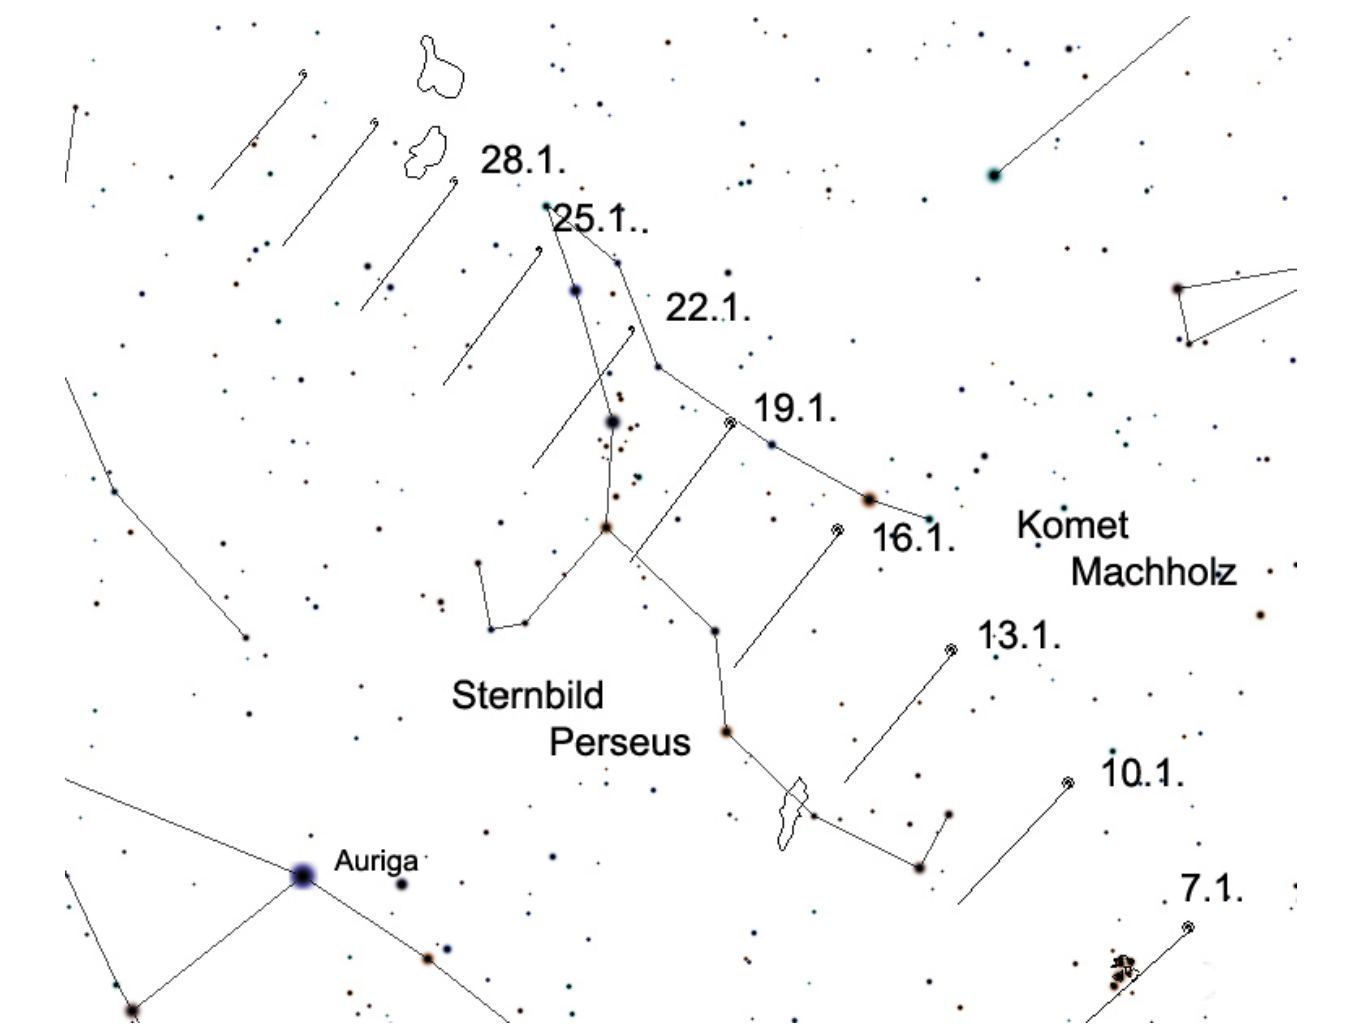 28.1.
25.1..
22.1.
19.1.
16.1.
Komet
Machholz
13.1.
Sternbild
Perseus
10.1.
Auriga
7.1.